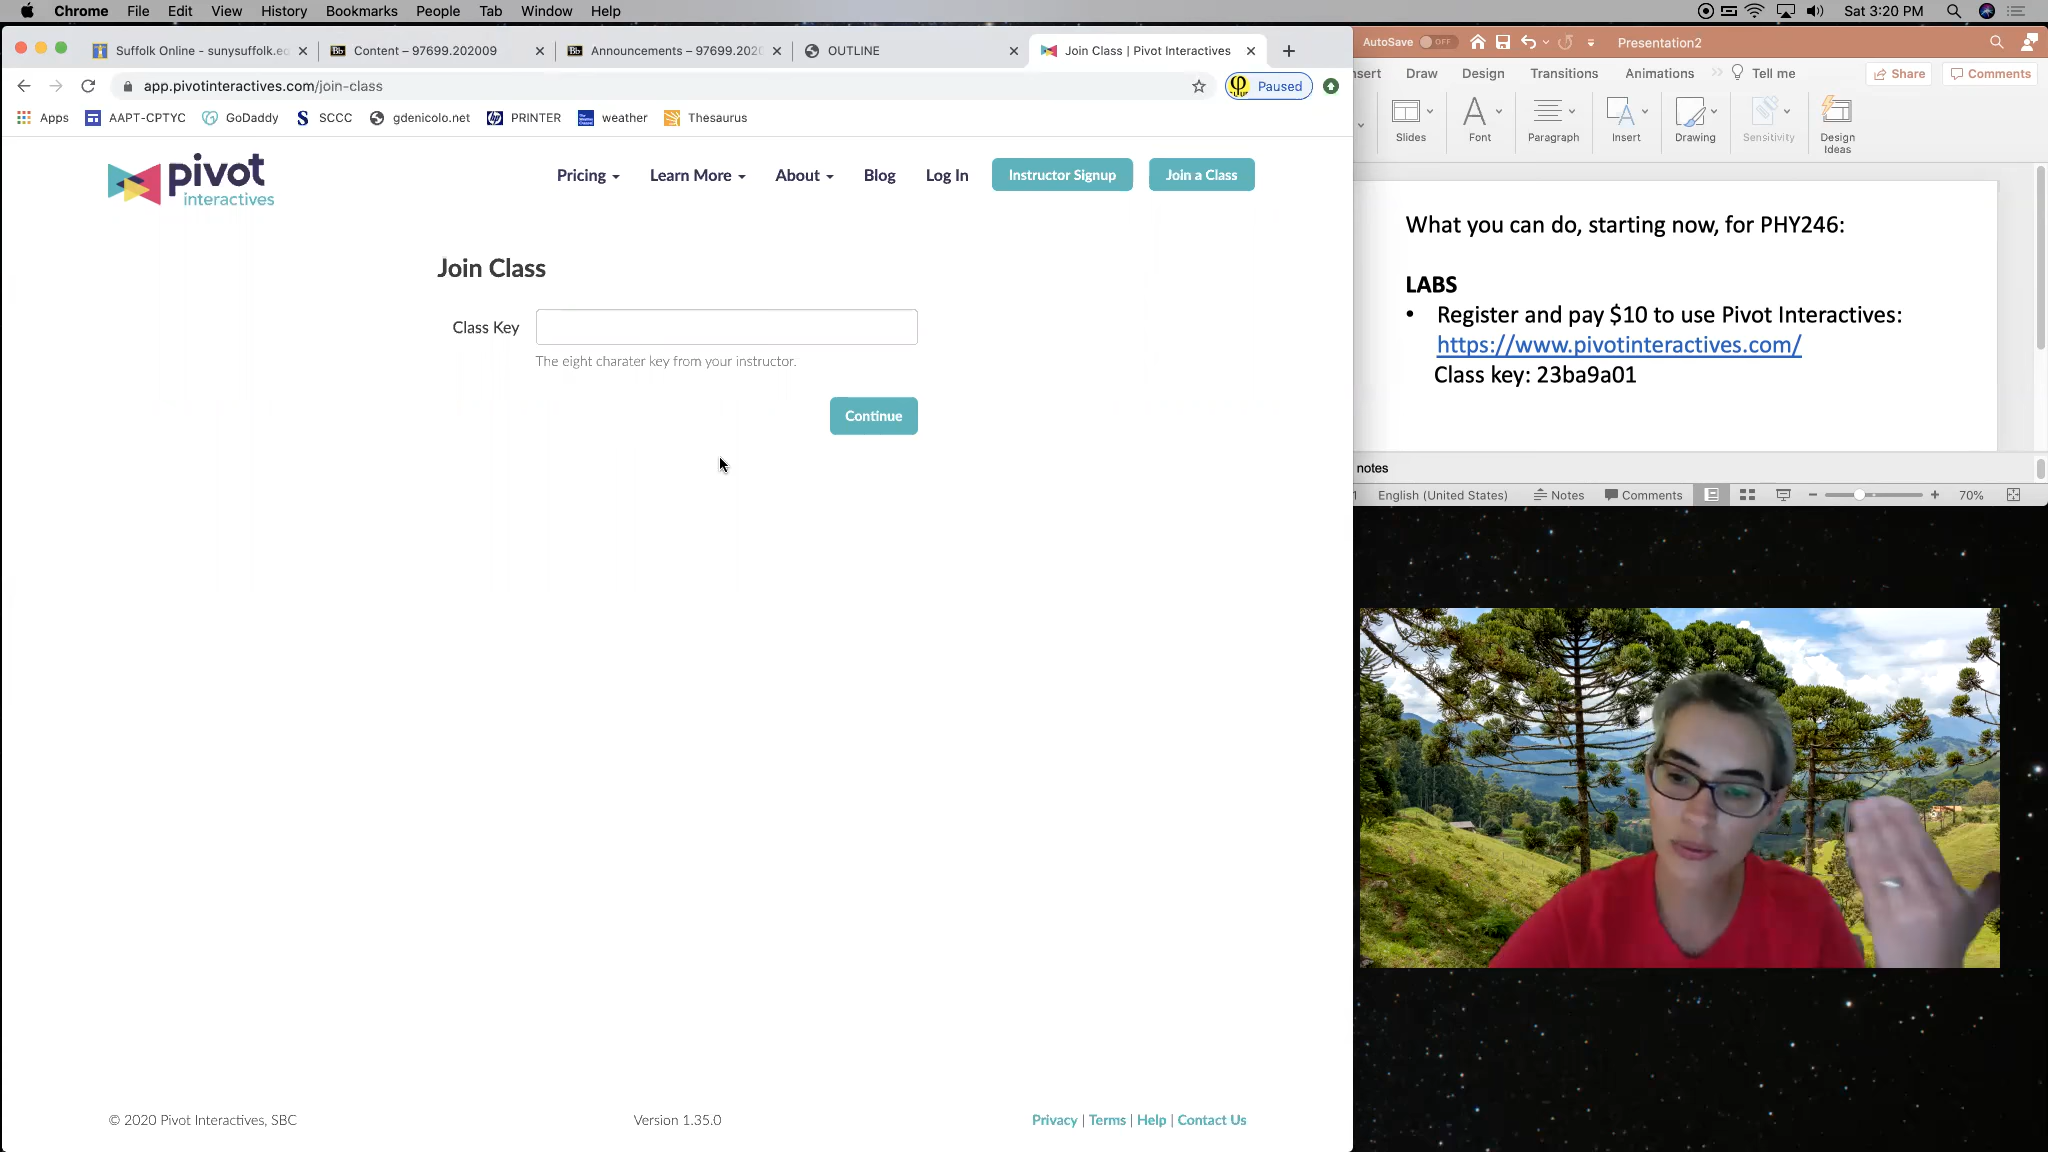 Chrome File Edit View History Bookmarks People Tab Window Help
Sat 3:20 PM
Suffolk Online - sunysuffolk.e
Content – 97699.202009
Announcements – 97699.202
OUTLINE
Join Class | Pivot Interactives
app.pivotinteractives.com/join-class
Paused
Apps AAPT-CPTYC GoDaddy SCCC gdenicolo.net PRINTER weather Thesaurus
pivot
interactives
Pricing Learn More About Blog Log In Instructor Signup Join a Class
Join Class
Class Key
The eight charater key from your instructor.
Continue
© 2020 Pivot Interactives, SBC
Version 1.35.0
Privacy | Terms | Help | Contact Us
AutoSave OFF
Presentation2
nsert Draw Design Transitions Animations Tell me Share Comments
Slides Font Paragraph Insert Drawing Sensitivity Design
Ideas
What you can do, starting now, for PHY246:
LABS
• Register and pay $10 to use Pivot Interactives:
https://www.pivotinteractives.com/
Class key: 23ba9a01
notes
1 English (United States) Notes Comments 70%